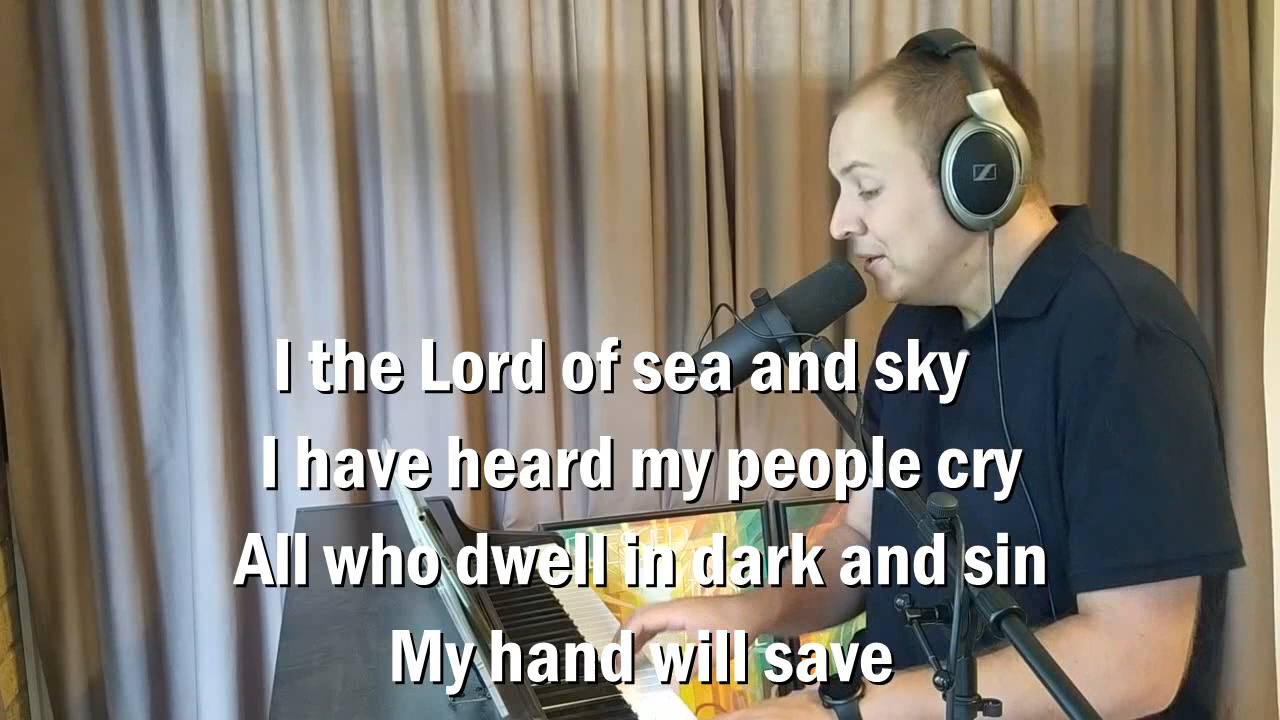 I the Lord of sea and sky
I have heard my people cry
All who dwell in dark and sin
My hand will save